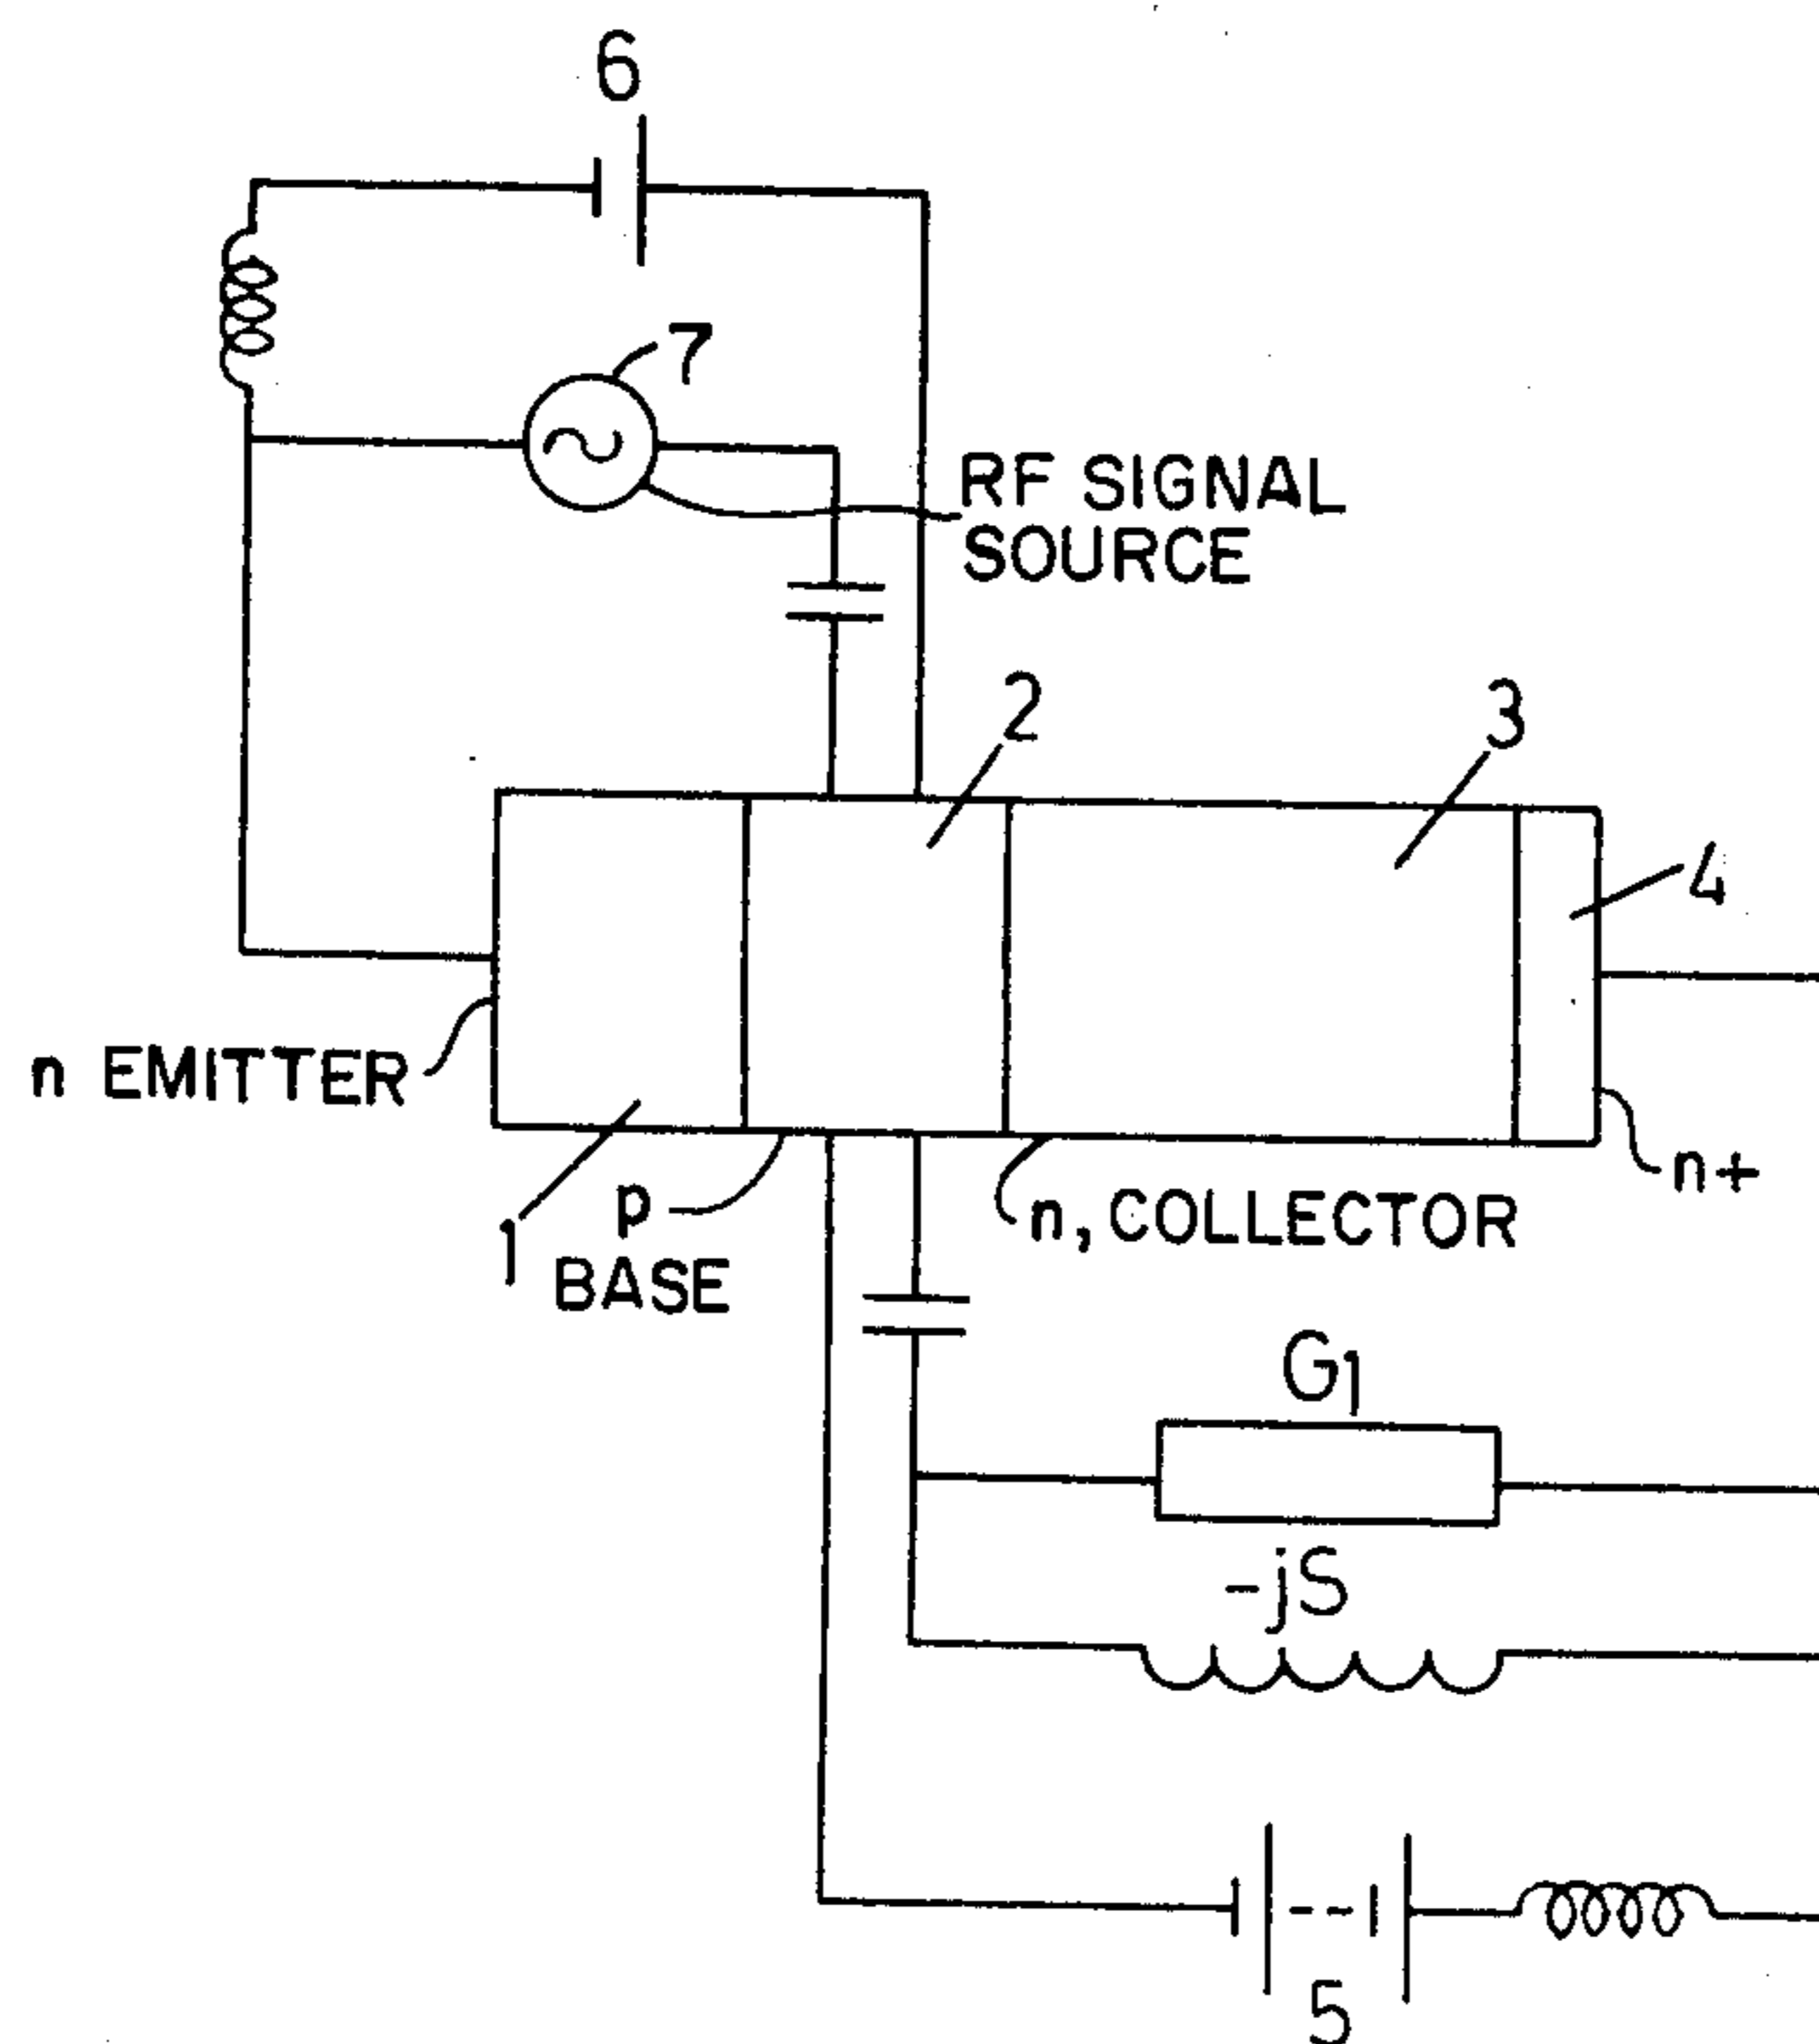 6
7
RF SIGNAL
SOURCE
2
3
4
n EMITTER
n+
1
p
BASE
n, COLLECTOR
G1
-jS
5